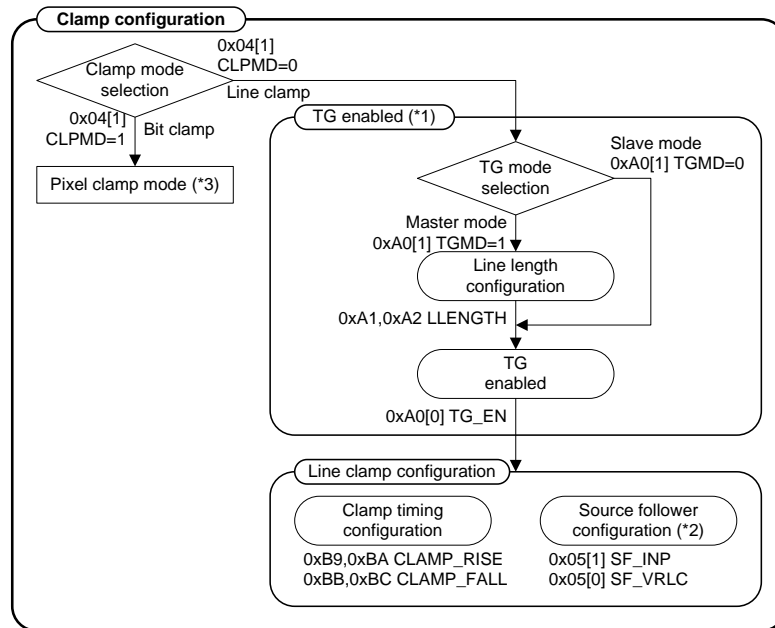 Clamp configuration
0x04[1]
CLPMD=0
Clamp mode
selection
Line clamp
0x04[1]
CLPMD=1
Bit clamp
Pixel clamp mode (*3)
TG enabled (*1)
Slave mode
0xA0[1] TGMD=0
TG mode
selection
Master mode
0xA0[1] TGMD=1
Line length
configuration
0xA1,0xA2 LLENGTH
TG
enabled
0xA0[0] TG_EN
Line clamp configuration
Clamp timing
configuration
0xB9,0xBA CLAMP_RISE
0xBB,0xBC CLAMP_FALL
Source follower
configuration (*2)
0x05[1] SF_INP
0x05[0] SF_VRLC